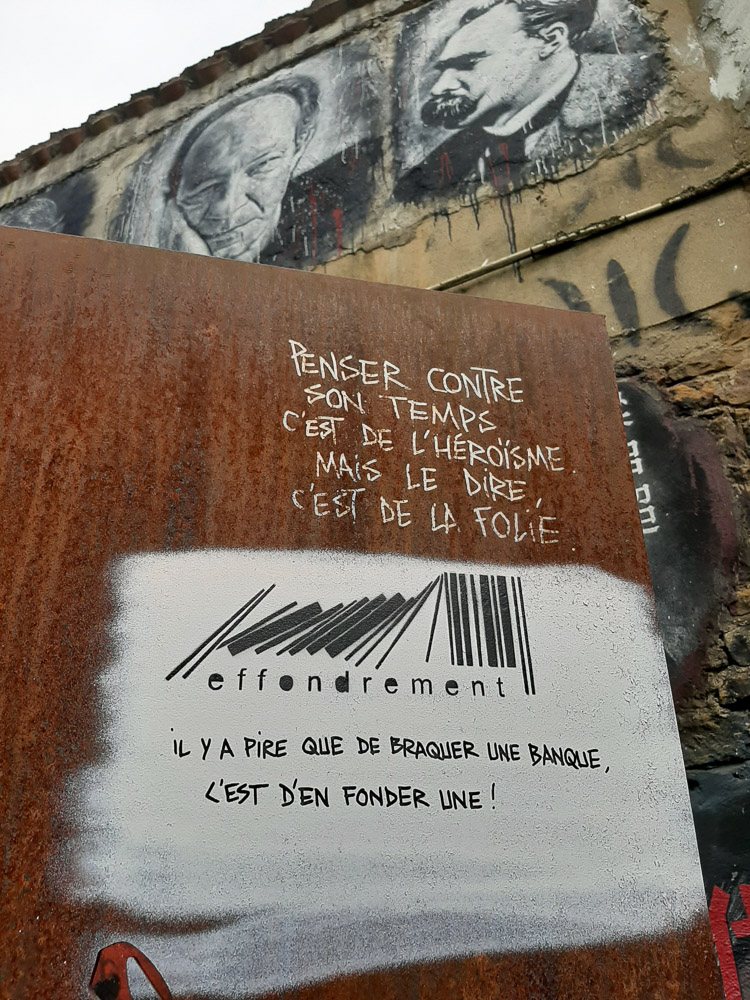 PENSER CONTRE
SON TEMPS
C'EST DE L'HÉROÏSME.
MAIS LE DIRE,
C'EST DE LA FOLIE
effondrement
iL Y A PIRE QUE DE BRAQUER UNE BANQUE,
C'EST D'EN FONDER UNE !